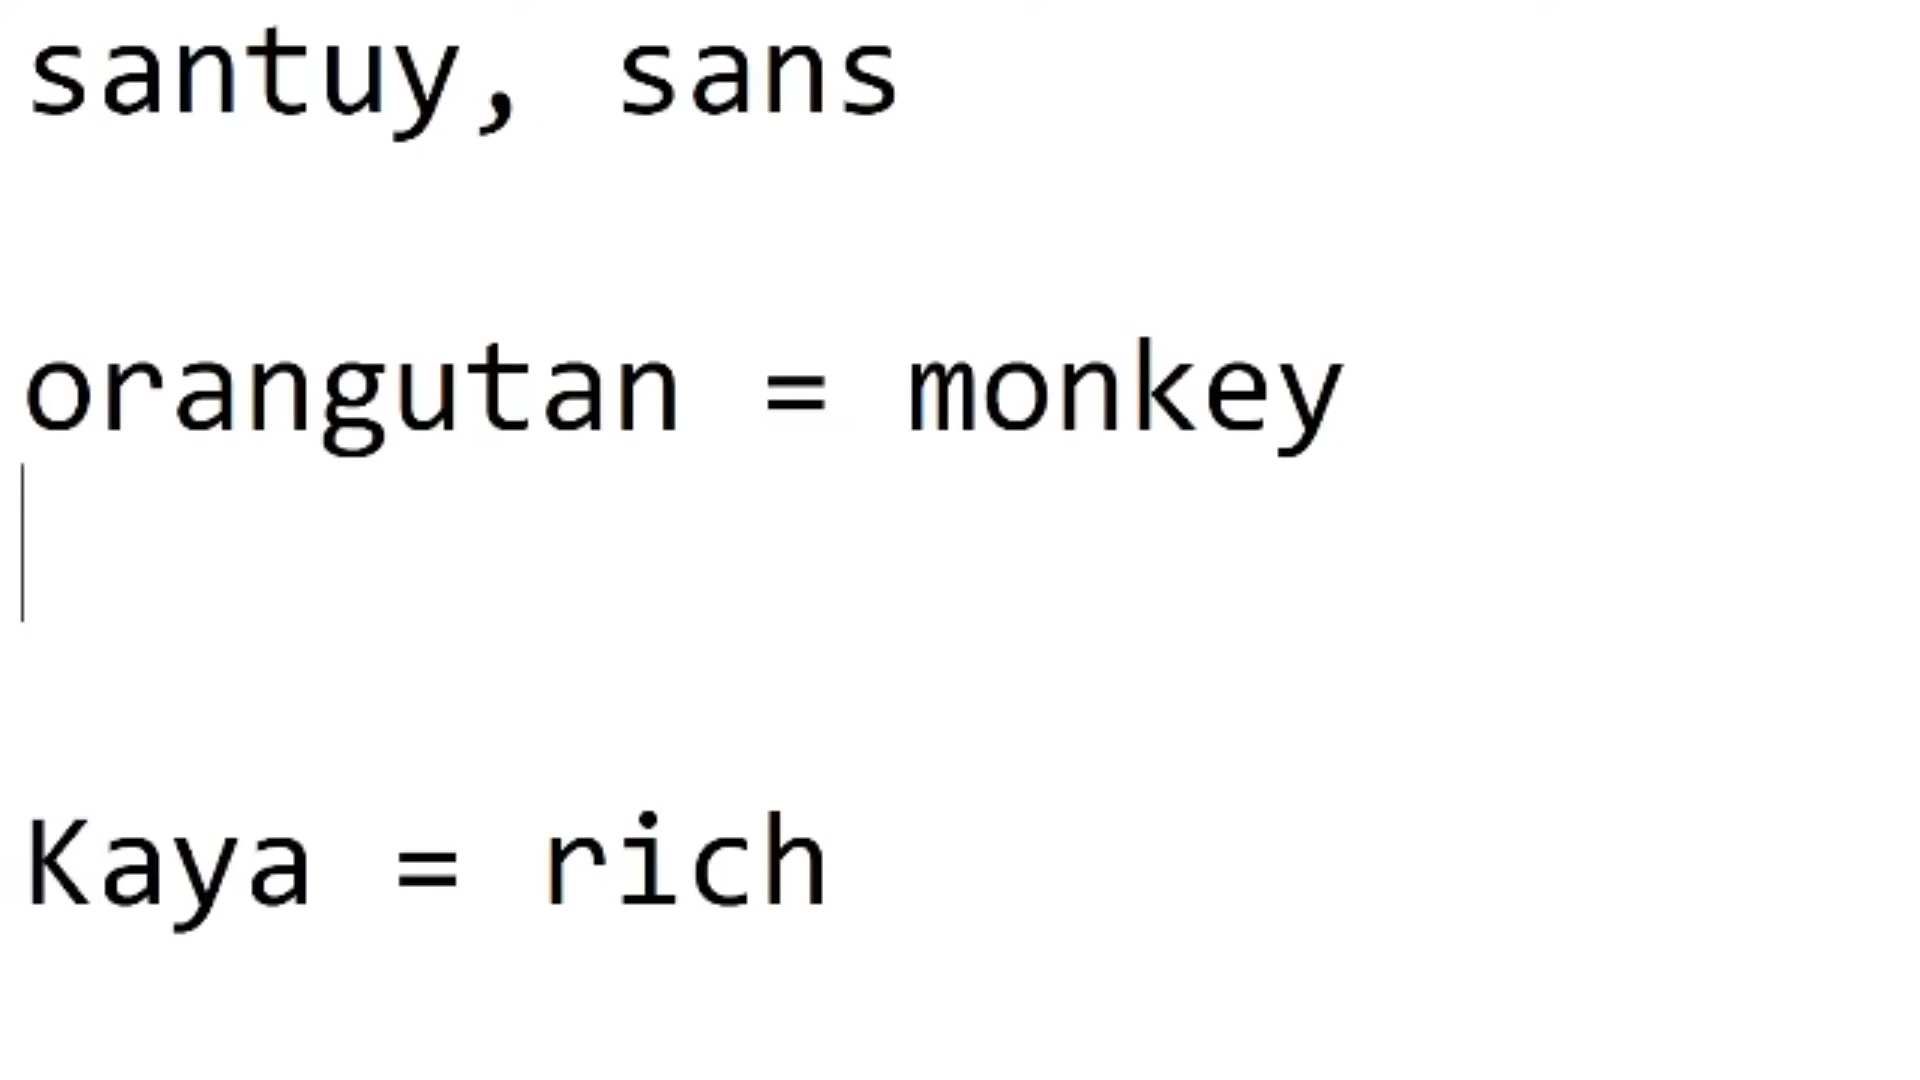 santuy, sans
orangutan = monkey
Kaya = rich